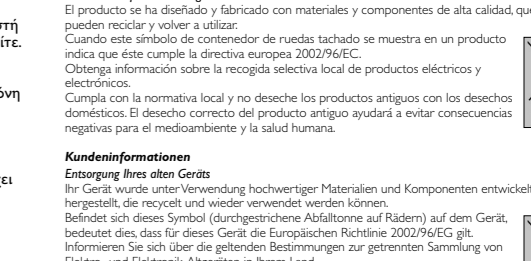 El producto se ha diseñado y fabricado con materiales y componentes de alta calidad, que
pueden reciclar y volver a utilizar.
Cuando este símbolo de contenedor de ruedas tachado se muestra en un producto
indica que éste cumple la directiva europea 2002/96/EC.
Obtenga información sobre la recogida selectiva local de productos eléctricos y
electrónicos.
Cumpla con la normativa local y no deseche los productos antiguos con los desechos
domésticos. El desecho correcto del producto antiguo ayudará a evitar consecuencias
negativas para el medioambiente y la salud humana.
Kundeninformationen
Entsorgung Ihres alten Geräts
Ihr Gerät wurde unter Verwendung hochwertiger Materialien und Komponenten entwickelt
hergestellt, die recycelt und wieder verwendet werden können.
Befindet sich dieses Symbol (durchgestrichene Abfalltonne auf Rädern) auf dem Gerät,
bedeutet dies, dass für dieses Gerät die Europäischen Richtlinie 2002/96/EG gilt.
Informieren Sie sich über die geltenden Bestimmungen zur getrennten Sammlung von
Elektro- und Elektronik-Altgeräten in Ihrem Land.